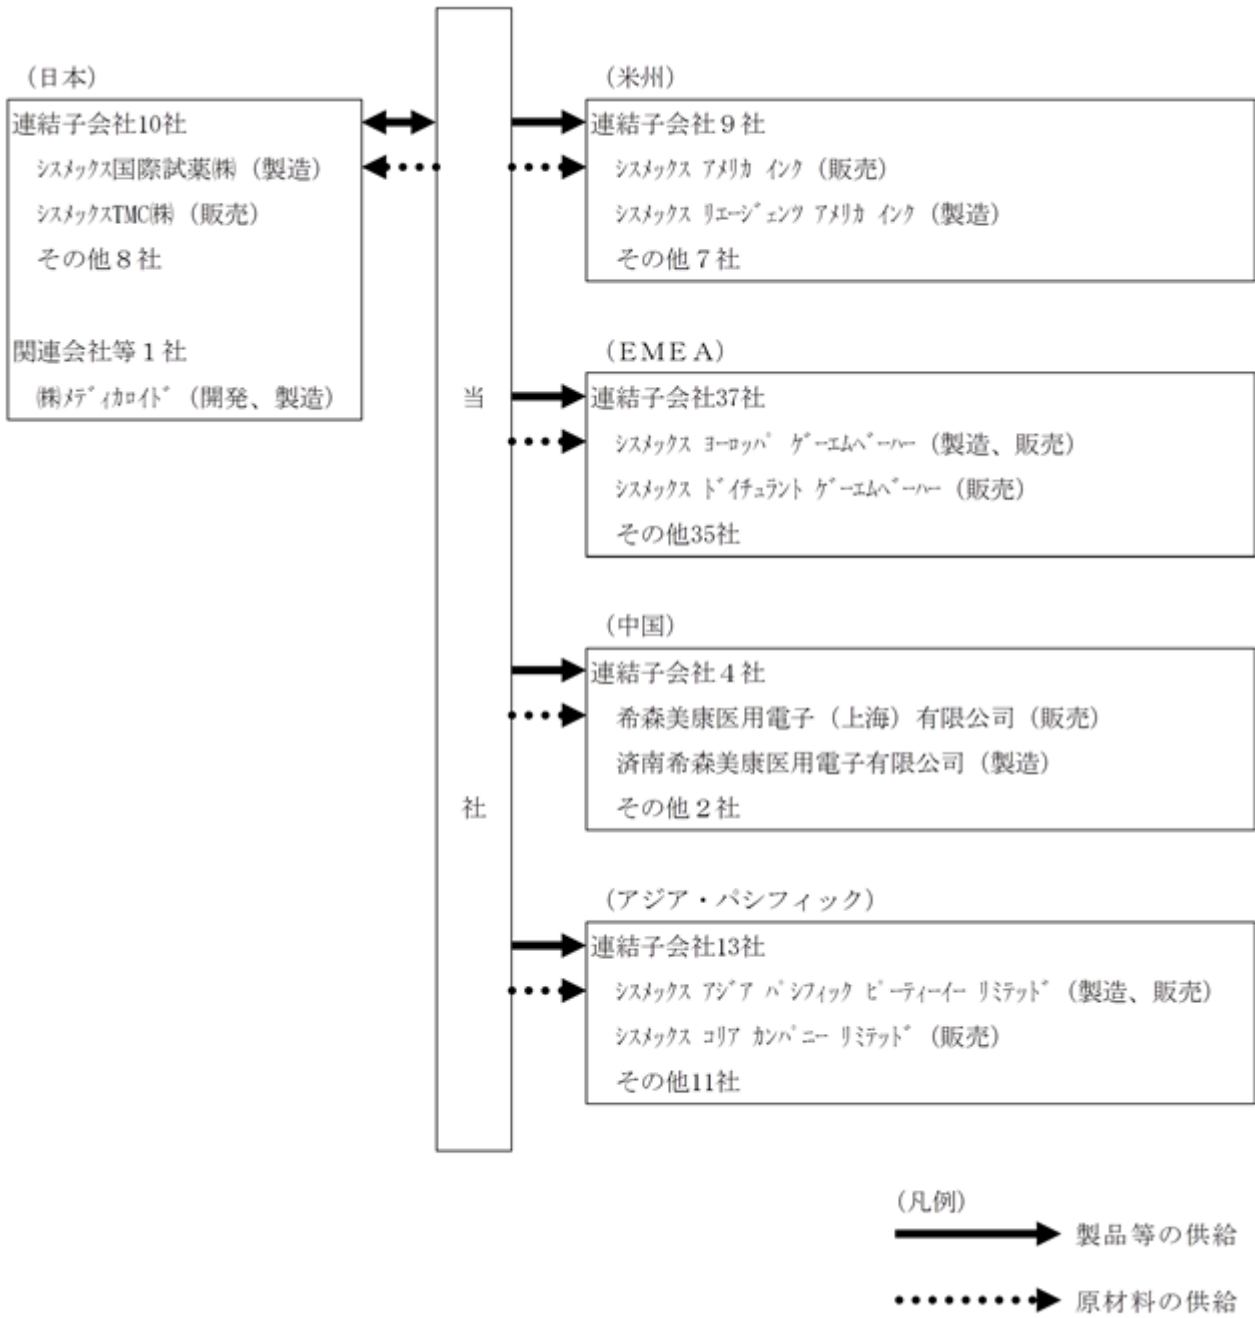 （日本）
連結子会社10社
ｼｽﾒｯｸｽ国際試薬㈱（製造）
ｼｽﾒｯｸｽTMC㈱（販売）
その他８社
関連会社等１社
㈱ﾒﾃﾞｨｶﾛｲﾄﾞ（開発、製造）
当
社
（米州）
連結子会社９社
ｼｽﾒｯｸｽ ｱﾒﾘｶ ｲﾝｸ（販売）
ｼｽﾒｯｸｽ ﾘｴｰｼﾞｪﾝﾂ ｱﾒﾘｶ ｲﾝｸ（製造）
その他７社
（ＥＭＥＡ）
連結子会社37社
ｼｽﾒｯｸｽ ﾖｰﾛｯﾊﾟ ｹﾞｰｴﾑﾍﾞｰﾊｰ（製造、販売）
ｼｽﾒｯｸｽ ﾄﾞｲﾁｭﾗﾝﾄ ｹﾞｰｴﾑﾍﾞｰﾊｰ（販売）
その他35社
（中国）
連結子会社４社
希森美康医用電子（上海）有限公司（販売）
済南希森美康医用電子有限公司（製造）
その他２社
（アジア・パシフィック）
連結子会社13社
ｼｽﾒｯｸｽ ｱｼﾞｱ ﾊﾟｼﾌｨｯｸ ﾋﾟｰﾃｨｰｲｰ ﾘﾐﾃｯﾄﾞ（製造、販売）
ｼｽﾒｯｸｽ ｺﾘｱ ｶﾝﾊﾟﾆｰ ﾘﾐﾃｯﾄﾞ（販売）
その他11社
（凡例）
製品等の供給
原材料の供給